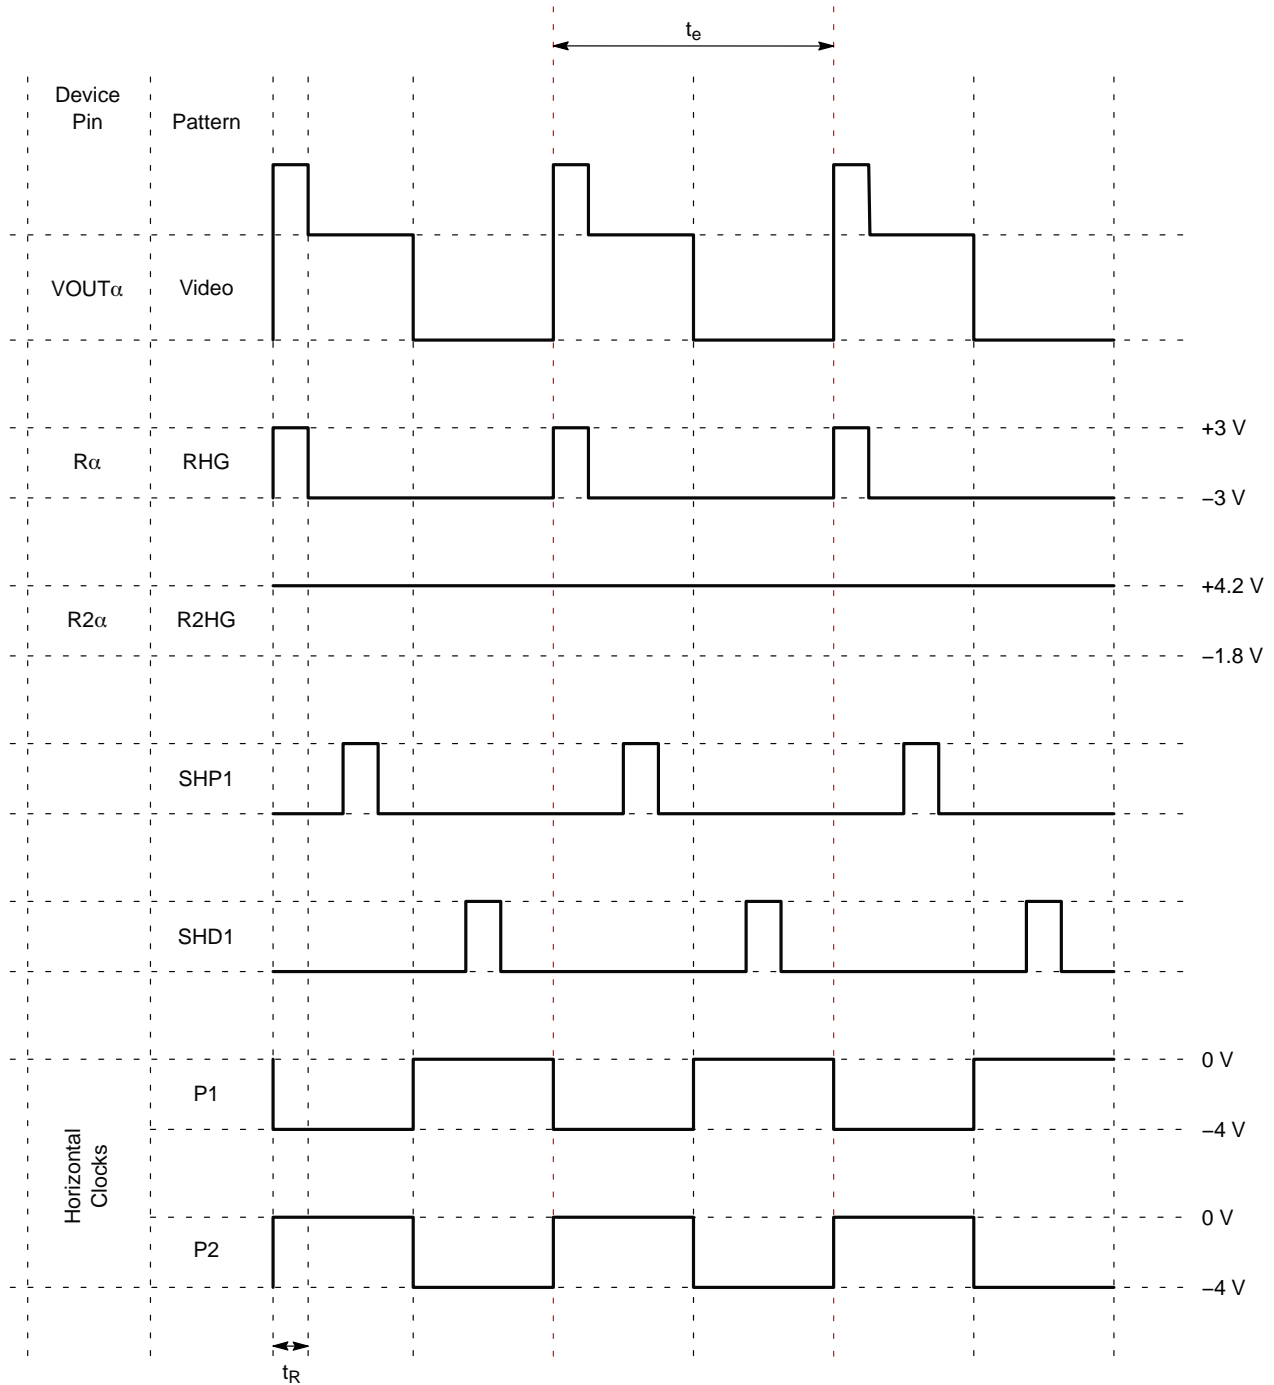 te
Device
Pin
Pattern
VOUTα
Video
+3 V
Rα
RHG
–3 V
+4.2 V
R2α
R2HG
–1.8 V
SHP1
SHD1
0 V
P1
–4 V
Horizontal
Clocks
0 V
P2
–4 V
tR